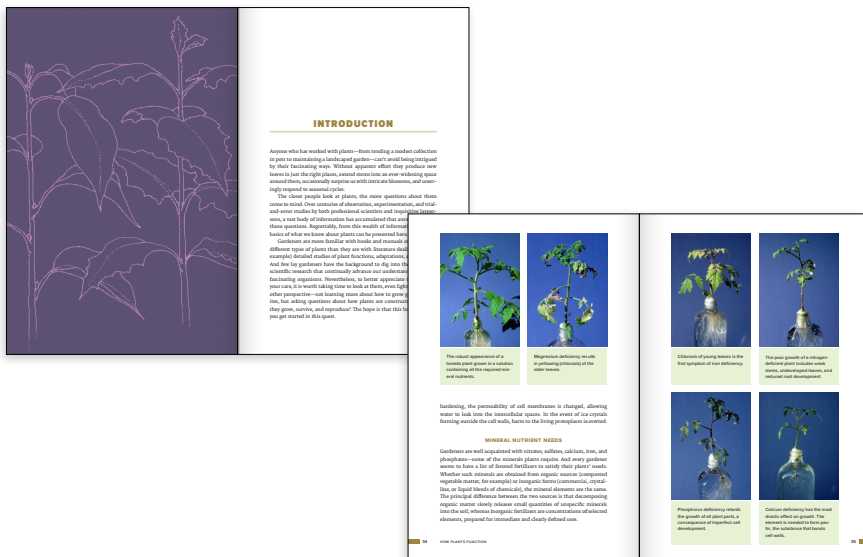 INTRODUCTION
Anyone who has worked with plants—from tending a modest collection
in pots to maintaining a landscaped garden—can't avoid being intrigued
by their fascinating ways. Without apparent effort they produce new
leaves in just the right places, extend stems into an ever-widening space
around them, occasionally surprise us with intricate blossoms, and unerr-
ingly respond to seasonal cycles.
The closer people look at plants, the more questions about them
come to mind. Over centuries of observation, experimentation, and trial-
and-error studies by both professional scientists and inquisitive layper-
sons, a vast body of information has accumulated that
those questions. Regrettably, from this wealth of
basics of what we know about plants can be presented
Gardeners are more familiar with books and manuals
different types of plants than they are with literature
example) detailed studies of plant functions, adaptations,
And few lay gardeners have the background to dig into
scientific research that continually advance our
fascinating organisms. Nevertheless, to better appreciate
your care, it is worth taking time to look at them, even
other perspective—not learning more about how to grow
ise, but asking questions about how plants are
they grow, survive, and reproduce? The hope is that this
you get started in this quest.
The robust appearance of a
tomato plant grown in a solution
containing all the required min-
eral nutrients.
Magnesium deficiency results
in yellowing (chlorosis) of the
older leaves.
hardening, the permeability of cell membranes is changed, allowing
water to leak into the intercellular spaces. In the event of ice crystals
forming outside the cell walls, harm to the living protoplasm is averted.
MINERAL NUTRIENT NEEDS
Gardeners are well acquainted with nitrates, sulfates, calcium, iron, and
phosphates—some of the minerals plants require. And every gardener
seems to have a list of favored fertilizers to satisfy their plants' needs.
Whether such minerals are obtained from organic sources (composted
vegetable matter, for example) or inorganic forms (commercial, crystal-
line, or liquid blends of chemicals), the mineral elements are the same.
The principal difference between the two sources is that decomposing
organic matter slowly releases small quantities of unspecific minerals
into the soil; whereas inorganic fertilizers are concentrations of selected
elements, prepared for immediate and clearly defined uses.
HOW PLANTS FUNCTION
Chlorosis of young leaves is the
first symptom of iron deficiency.
The poor growth of a nitrogen-
deficient plant includes weak
stems, undeveloped leaves, and
reduced root development.
Phosphorus deficiency retards
the growth of all plant parts, a
consequence of imperfect cell
development.
Calcium deficiency has the most
drastic effect on growth. The
element is needed to form pec-
tin, the substance that bonds
cell walls.